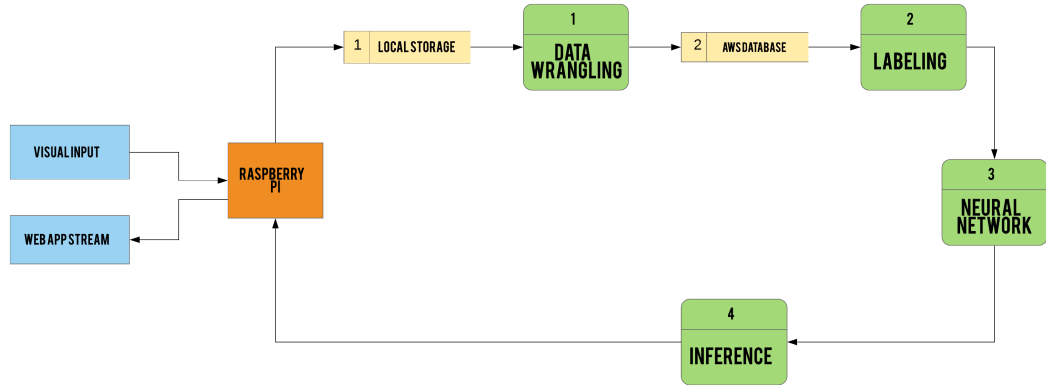 1
LOCAL STORAGE
1
DATA
WRANGLING
2
AWS DATABASE
2
LABELING
VISUAL INPUT
RASPBERRY
PI
WEB APP STREAM
3
NEURAL
NETWORK
4
INFERENCE